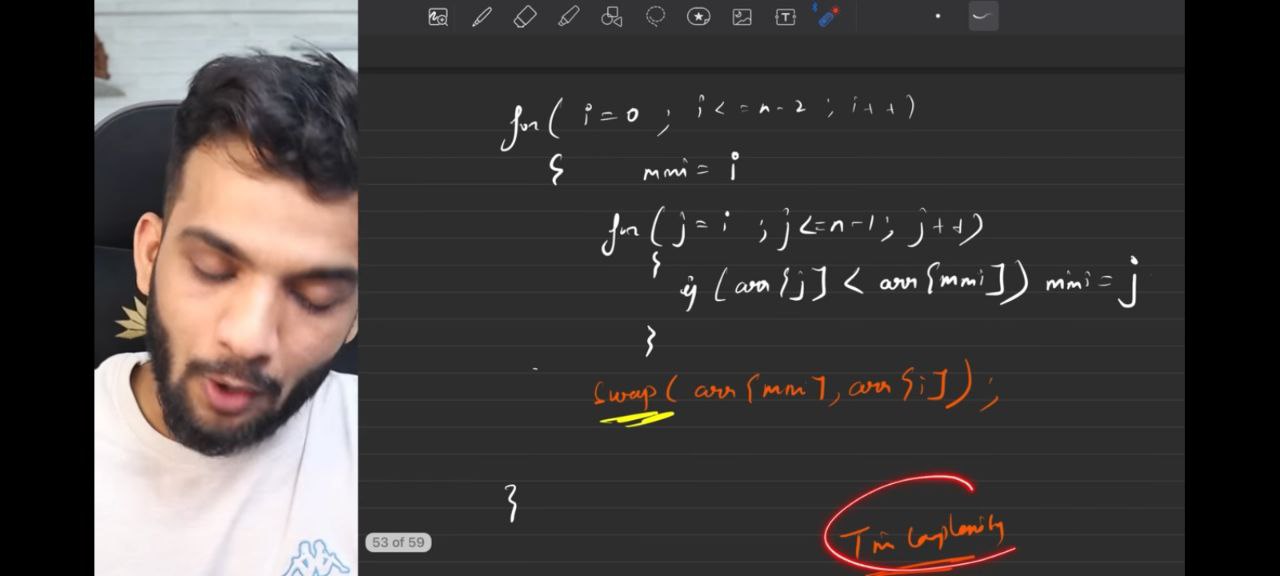 for( i=0 ; i<=n-2 ; i++)
{ mini = i
for(j=i ; j<=n-1; j++)
{
if (arr[j] < arr[mini]) mini = j
}
swap( arr[mini], arr[i]);
}
53 of 59
Time Complexity